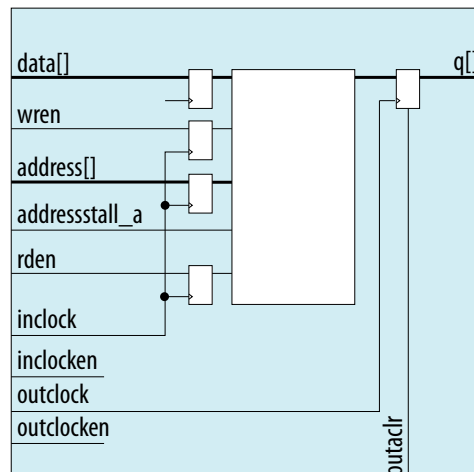 data[]
q[]
wren
address[]
addressstall_a
rden
inclock
inclocken
outclock
outclocken
outaclr